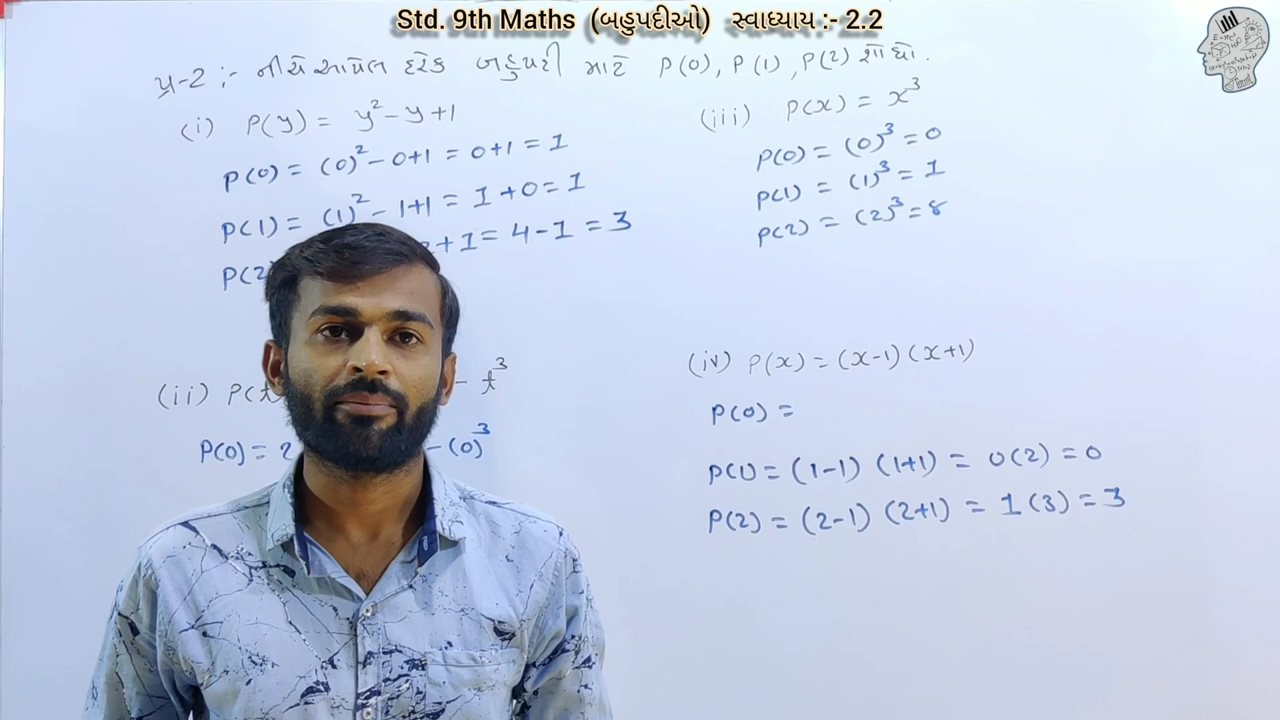 Std. 9th Maths (બહુપદીઓ) સ્વાધ્યાય :- 2.2
પ્ર-2 :- નીચે આપેલ દરેક બહુપદી માટે P(0), P(1), P(2) શોધો.
(i) P(y) = y² - y + 1
P(0) = (0)² - 0+1 = 0+1 = 1
P(1) = (1)² - 1+1 = 1+0 = 1
P(2 +1 = 4-1 = 3
(ii) P(t - t³
P(0) = 2 - (0)³
(iii) P(x) = x³
P(0) = (0)³ = 0
P(1) = (1)³ = 1
P(2) = (2)³ = 8
(iv) P(x) = (x-1) (x+1)
P(0) =
P(1) = (1-1) (1+1) = 0(2) = 0
P(2) = (2-1) (2+1) = 1(3) = 3